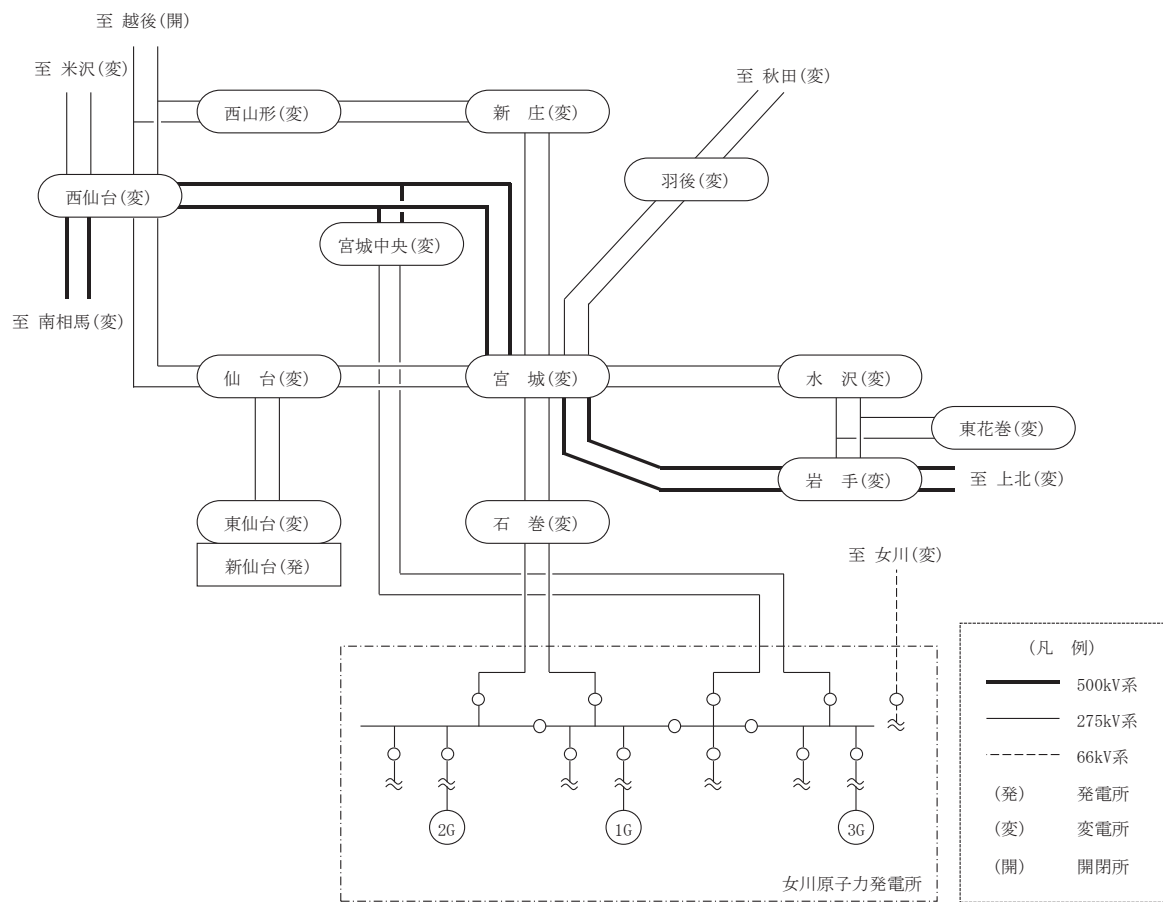 至 越後(開)
至 米沢(変)
至 秋田(変)
西山形(変)
新 庄(変)
羽後(変)
西仙台(変)
宮城中央(変)
至 南相馬(変)
仙 台(変)
宮 城(変)
水 沢(変)
東花巻(変)
岩 手(変)
至 上北(変)
東仙台(変)
石 巻(変)
新仙台(発)
至 女川(変)
2G
1G
3G
女川原子力発電所
(凡 例)
500kV系
275kV系
66kV系
(発) 発電所
(変) 変電所
(開) 開閉所